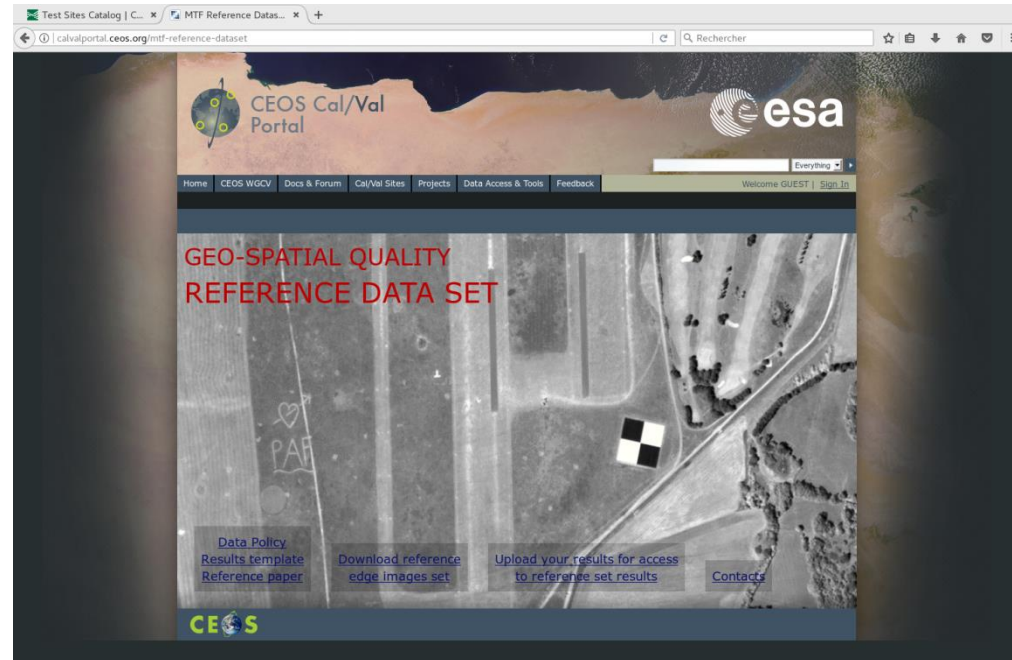 Test Sites Catalog | C... ×
MTF Reference Datas... ×
+
calvalportal.ceos.org/mtf-reference-dataset
Rechercher
CEOS Cal/Val
Portal
esa
Everything
Home CEOS WGCV Docs & Forum Cal/Val Sites Projects Data Access & Tools Feedback
Welcome GUEST | Sign In
GEO-SPATIAL QUALITY
REFERENCE DATA SET
PAF
Data Policy
Results template
Reference paper
Download reference
edge images set
Upload your results for access
to reference set results
Contacts
CEOS